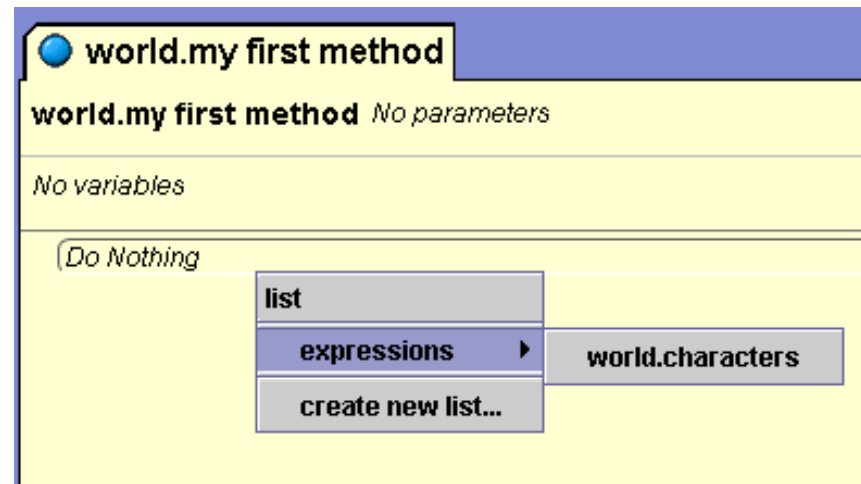 world.my first method
world.my first method No parameters
No variables
Do Nothing
list
expressions
world.characters
create new list...